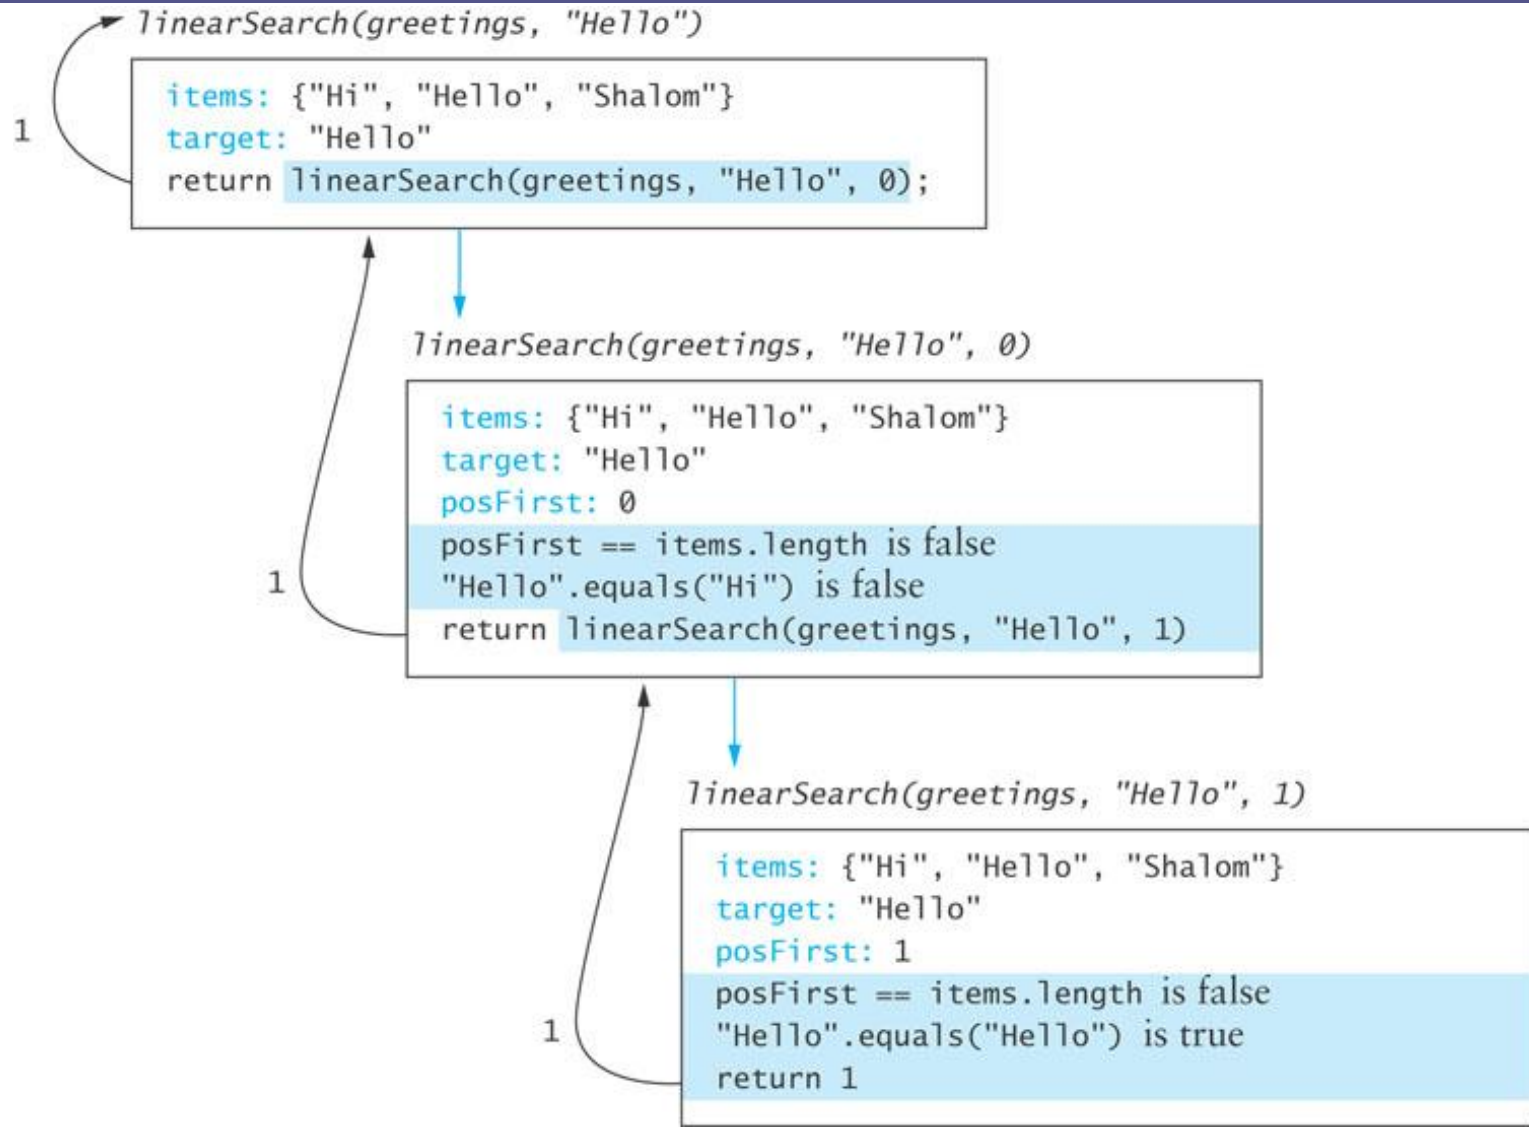 linearSearch(greetings, "Hello")
items: {"Hi", "Hello", "Shalom"}
target: "Hello"
1
return linearSearch(greetings, "Hello", 0);
linearSearch(greetings, "Hello", 0)
items: {"Hi", "Hello", "Shalom"}
target: "Hello"
posFirst: 0
posFirst == items.length is false
1
"Hello".equals("Hi") is false
return linearSearch(greetings, "Hello", 1)
linearSearch(greetings, "Hello", 1)
items: {"Hi", "Hello", "Shalom"}
target: "Hello"
posFirst: 1
posFirst == items.length is false
1
"Hello".equals("Hello") is true
return 1